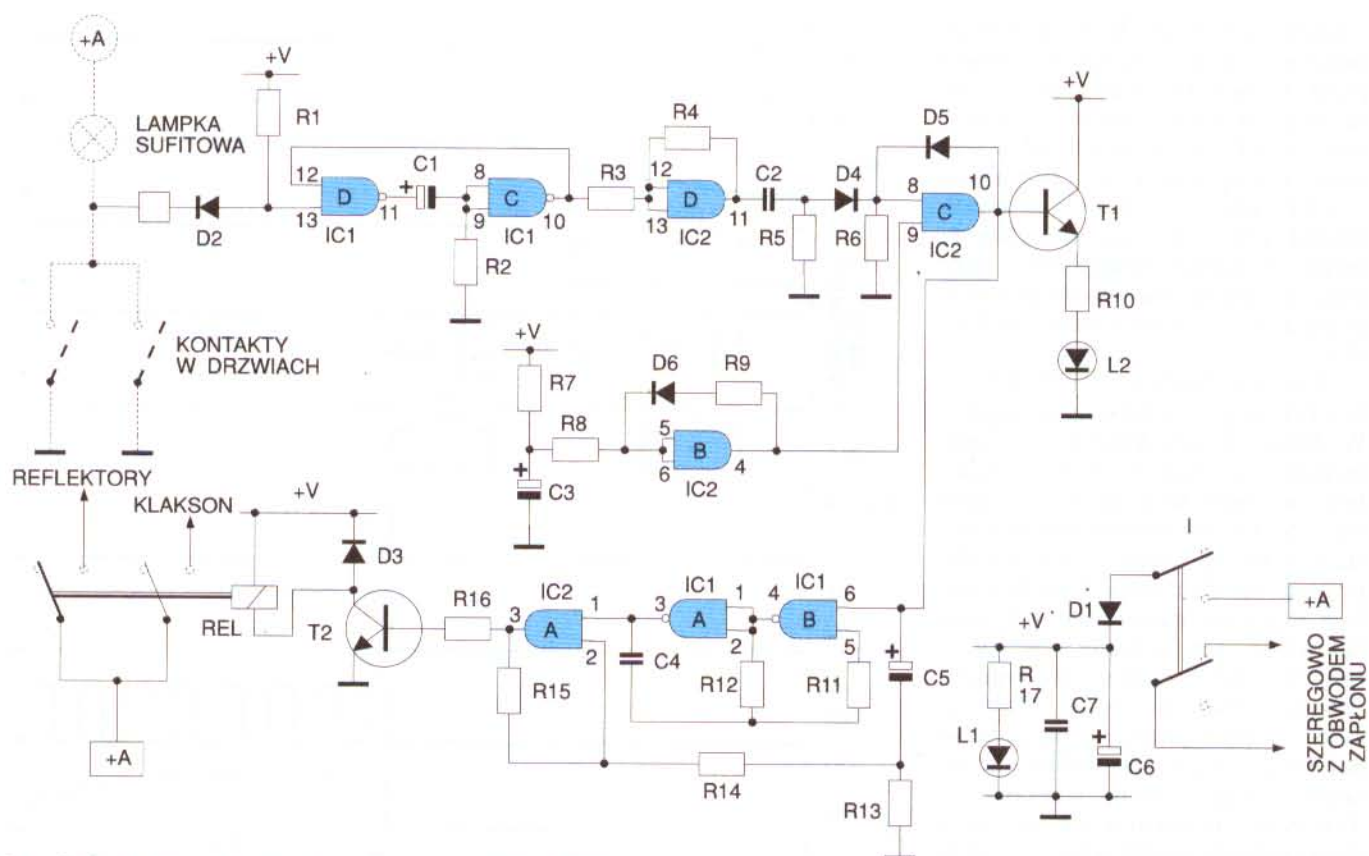 +A
LAMPKA
SUFITOWA
+V
R1
D2
12
13
D
11
IC1
C1
+
8
9
C
10
IC1
R2
R3
R4
12
13
D
11
IC2
C2
R5
D4
R6
D5
8
9
C
10
IC2
+V
T1
R10
L2
KONTAKTY
W DRZWIACH
+V
R7
R8
+
C3
D6
R9
5
6
B
4
IC2
REFLEKTORY
KLAKSON
+V
D3
REL
T2
+A
R16
IC2
3
A
1
2
R15
C4
IC1
3
A
1
2
R12
IC1
4
B
6
5
R11
+
C5
R14
R13
I
+A
D1
+V
R
17
L1
C7
+
C6
SZEREGOWO
Z OBWODEM
ZAPŁONU